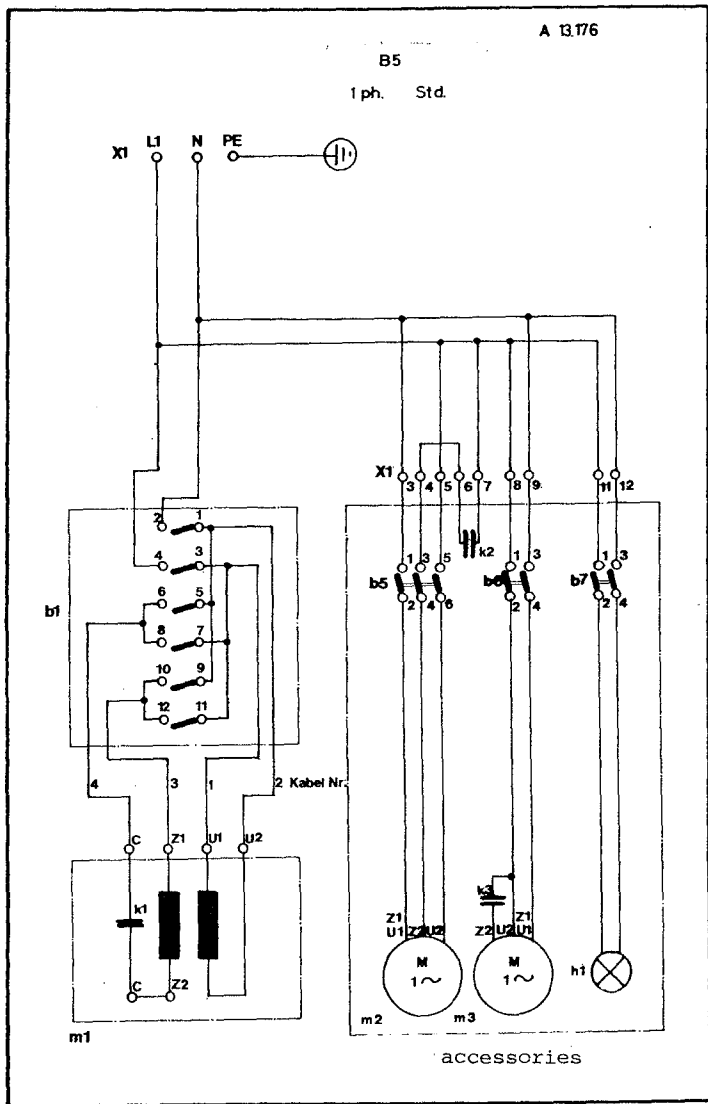 A 13.176
B5
1 ph. Std.
X1 L1 N PE
X1
3 4 5 6 7 8 9 11 12
k2
2 1
4 3
b1
6 5
8 7
10 9
12 11
1 3 5
b5
2 4 6
1 3
b6
2 4
1 3
b7
2 4
4 3 1 2 Kabel Nr.
C Z1 U1 U2
k1
C Z2
m1
k3
Z1
U1 Z2 U2
Z1
Z2 U2 U1
M
1~
M
1~
h1
m2 m3
accessories